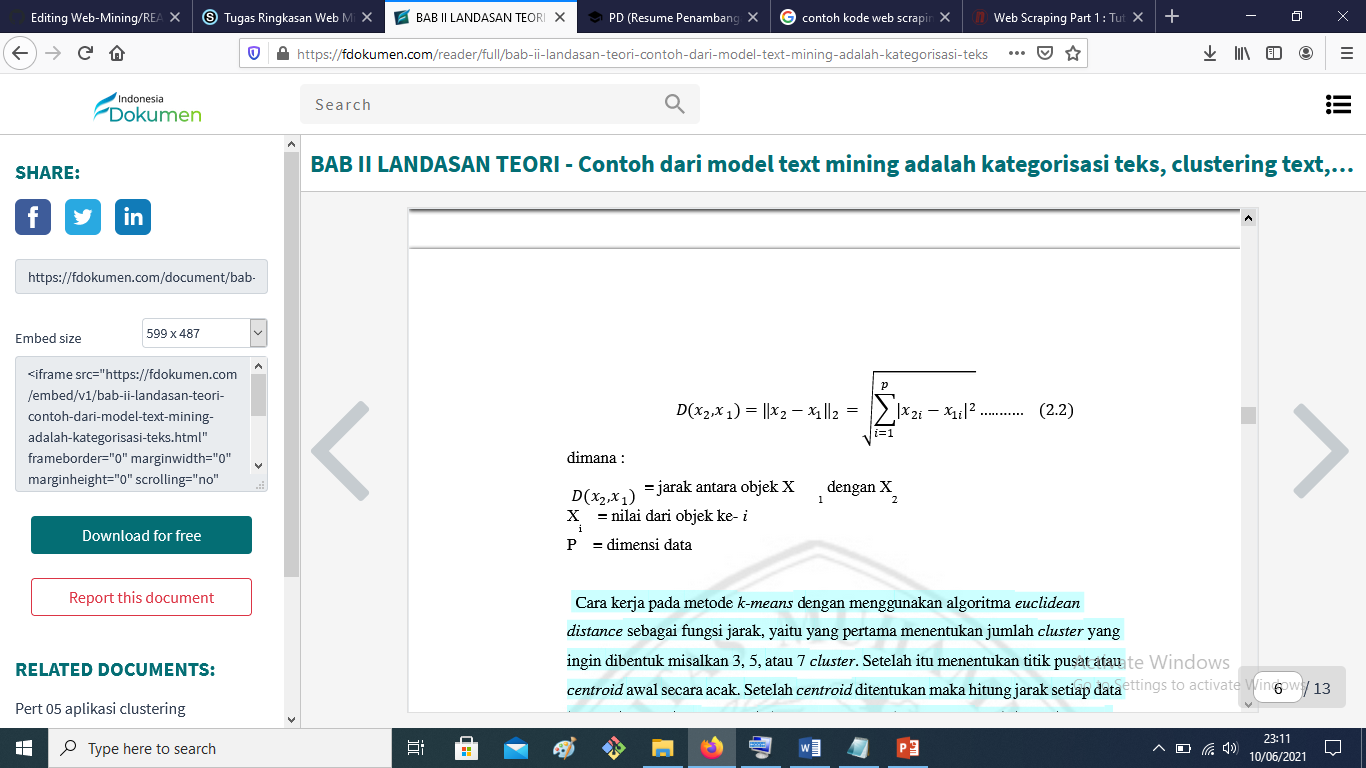 Editing Web-Mining/REA
Tugas Ringkasan Web Mi
BAB II LANDASAN TEORI
PD (Resume Penambang
contoh kode web scrapin
Web Scraping Part 1 : Tut
https://fdokumen.com/reader/full/bab-ii-landasan-teori-contoh-dari-model-text-mining-adalah-kategorisasi-teks
Indonesia
Dokumen
Search
SHARE:
https://fdokumen.com/document/bab-
Embed size
599 x 487
<iframe src="https://fdokumen.com
/embed/v1/bab-ii-landasan-teori-
contoh-dari-model-text-mining-
adalah-kategorisasi-teks.html"
frameborder="0" marginwidth="0"
marginheight="0" scrolling="no"
Download for free
Report this document
RELATED DOCUMENTS:
Pert 05 aplikasi clustering
BAB II LANDASAN TEORI - Contoh dari model text mining adalah kategorisasi teks, clustering text,...
D(x₂,x₁) = ||x₂ − x₁||₂ = √∑ᵖᵢ₌₁|x₂ᵢ − x₁ᵢ|² ........... (2.2)
dimana :
D(x₂,x₁) = jarak antara objek X₁ dengan X₂
Xᵢ = nilai dari objek ke- i
P = dimensi data
Cara kerja pada metode k-means dengan menggunakan algoritma euclidean
distance sebagai fungsi jarak, yaitu yang pertama menentukan jumlah cluster yang
ingin dibentuk misalkan 3, 5, atau 7 cluster. Setelah itu menentukan titik pusat atau
centroid awal secara acak. Setelah centroid ditentukan maka hitung jarak setiap data
Activate Windows
Go to Settings to activate Windows.
6 / 13
Type here to search
23:11
10/06/2021